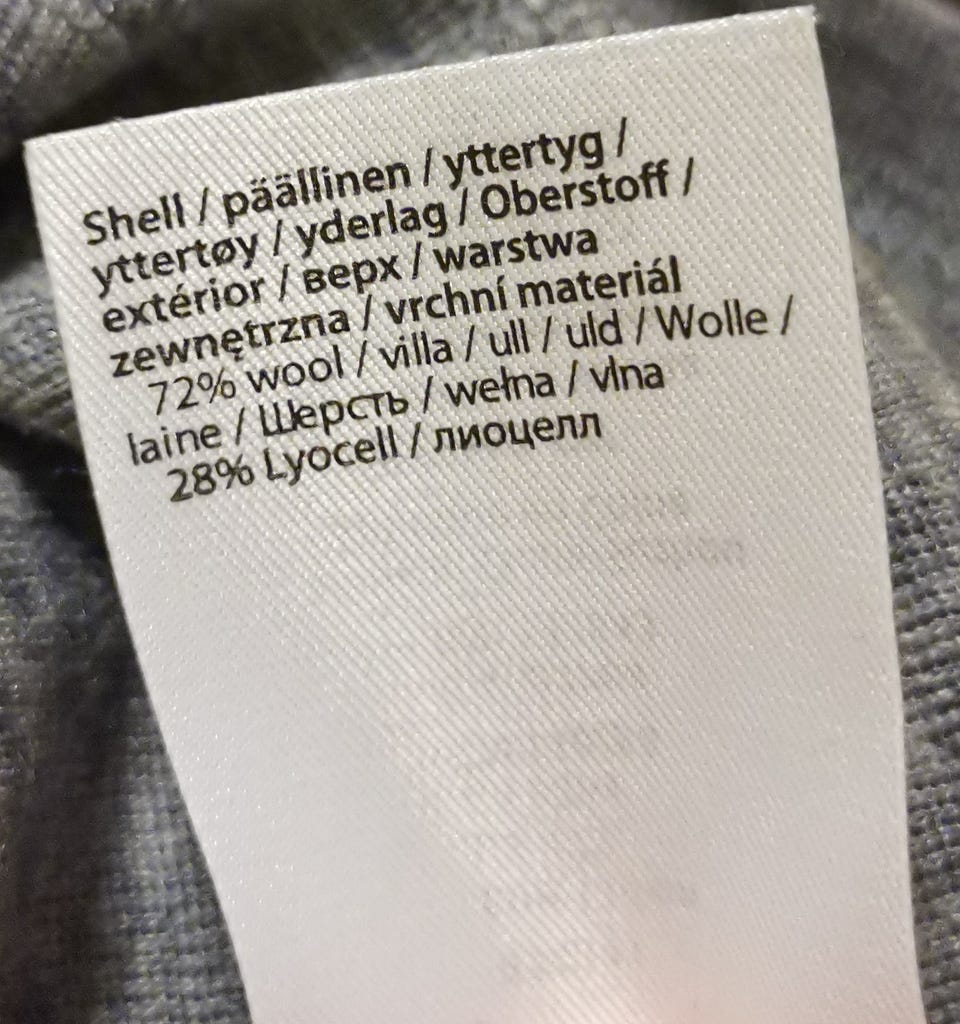 Shell / päällinen / yttertyg /
yttertøy / yderlag / Oberstoff /
extérior / верх / warstwa
zewnętrzna / vrchní materiál
72% wool / villa / ull / uld / Wolle /
laine / Шерсть / wełna / vlna
28% Lyocell / лиоцелл